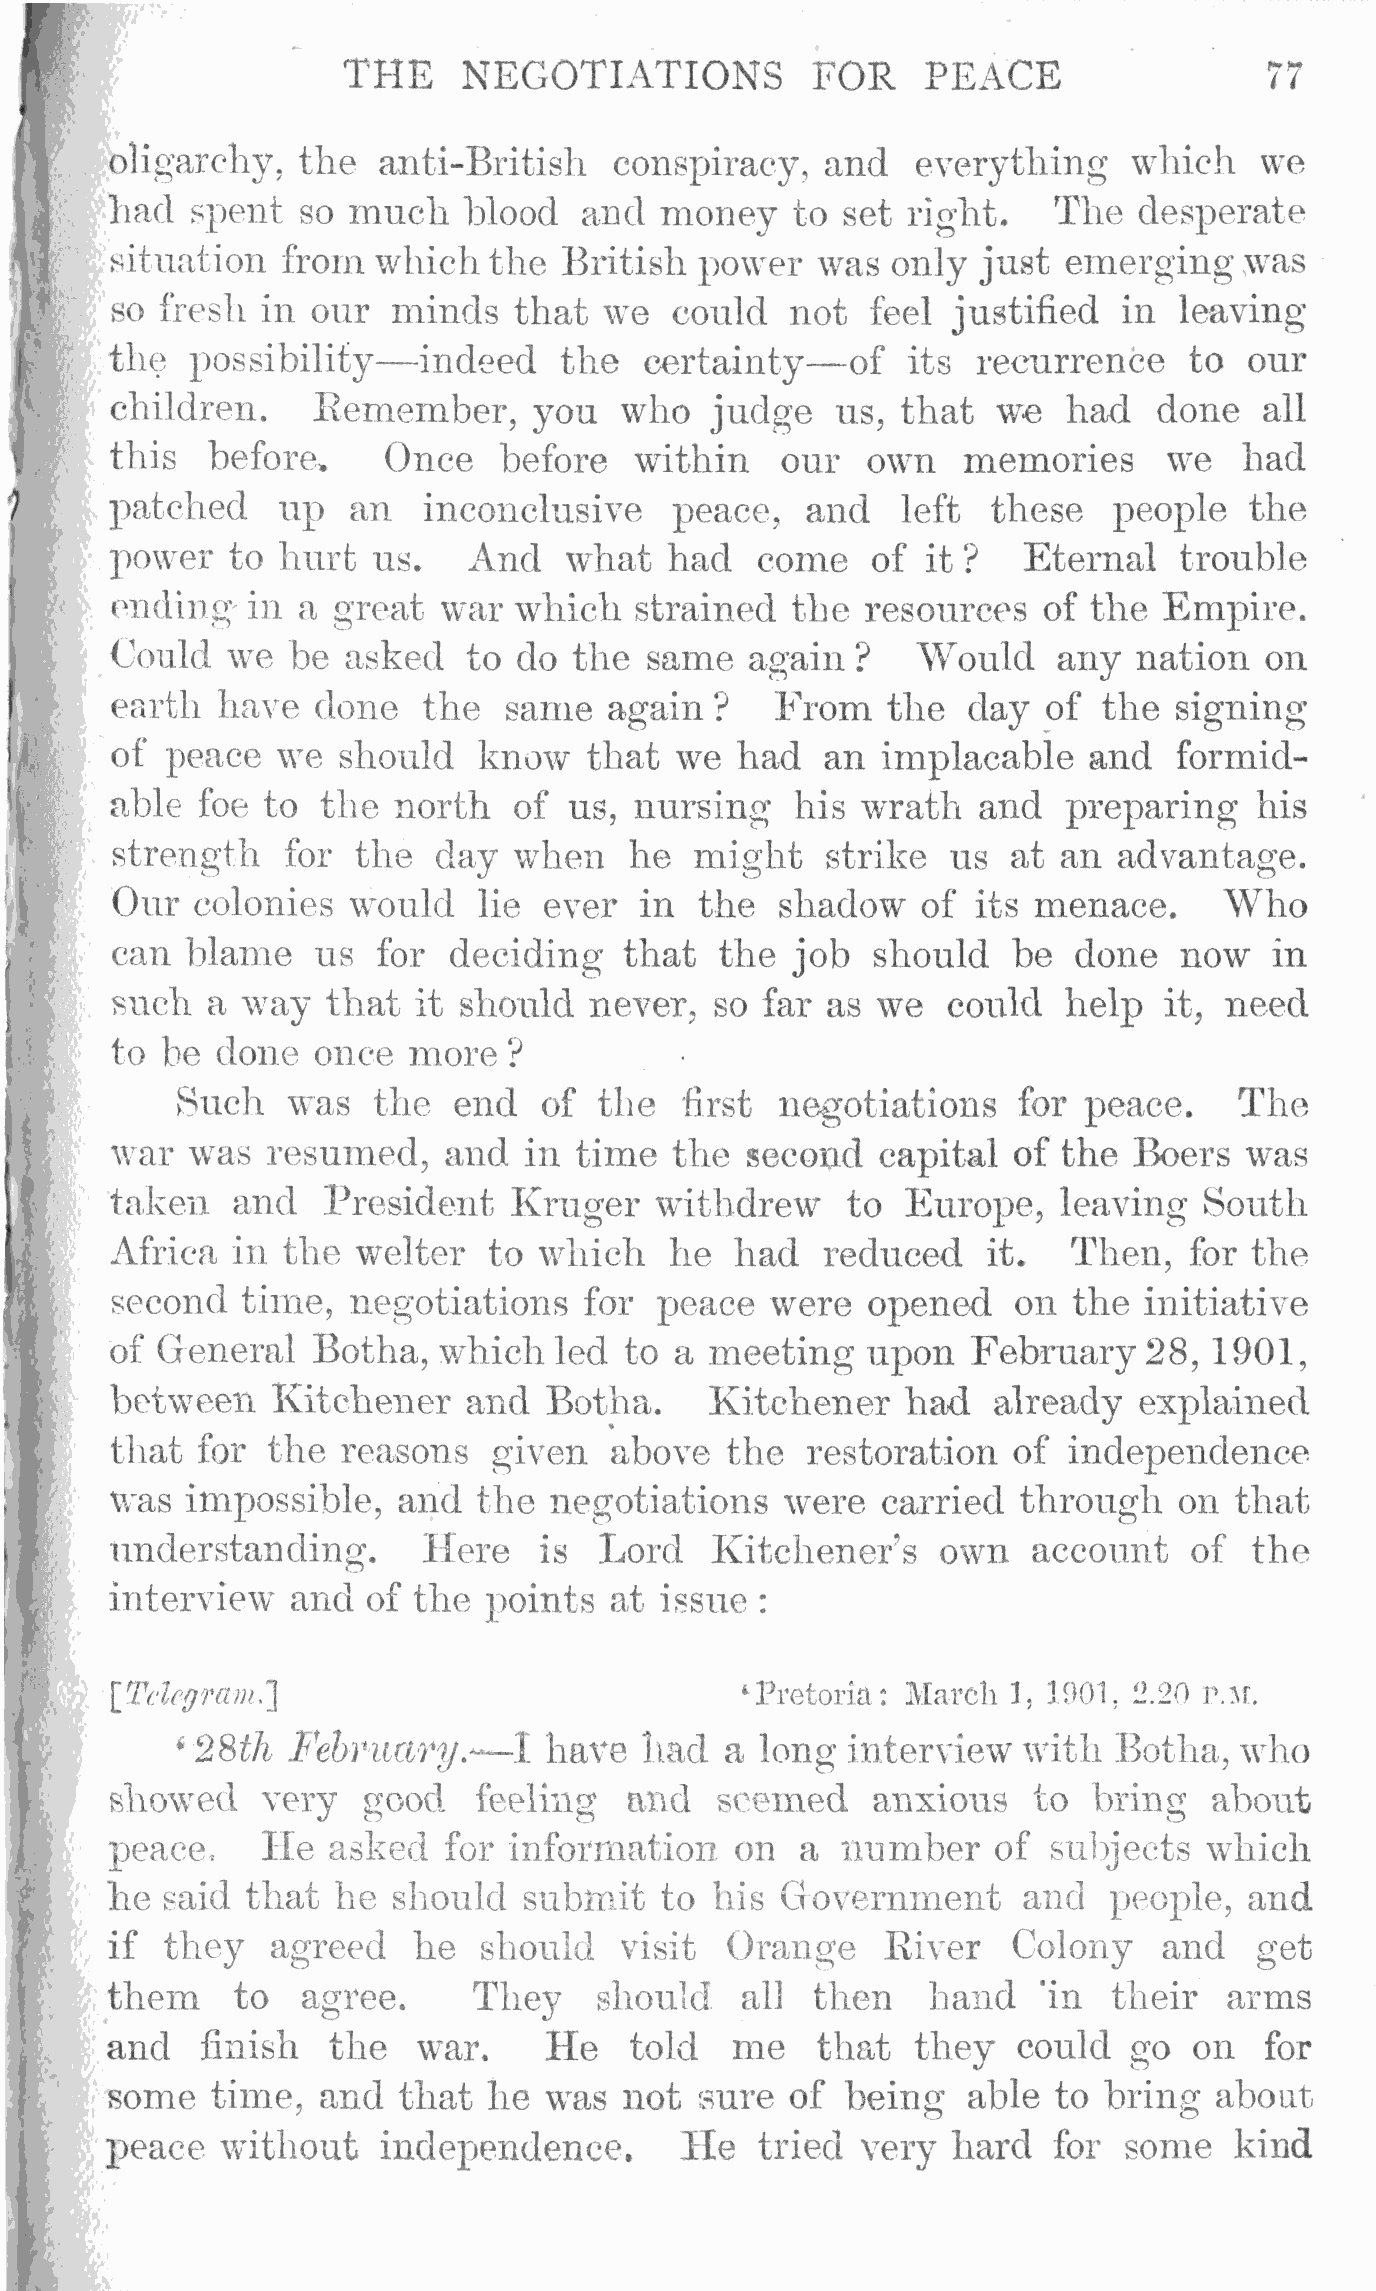 THE NEGOTIATIONS FOR PEACE 77
oligarchy, the anti-British conspiracy, and everything which we
had spent so much blood and money to set right. The desperate
situation from which the British power was only just emerging was
so fresh in our minds that we could not feel justified in leaving
the possibility—indeed the certainty—of its recurrence to our
children. Remember, you who judge us, that we had done all
this before. Once before within our own memories we had
patched up an inconclusive peace, and left these people the
power to hurt us. And what had come of it? Eternal trouble
ending in a great war which strained the resources of the Empire.
Could we be asked to do the same again? Would any nation on
earth have done the same again? From the day of the signing
of peace we should know that we had an implacable and formid-
able foe to the north of us, nursing his wrath and preparing his
strength for the day when he might strike us at an advantage.
Our colonies would lie ever in the shadow of its menace. Who
can blame us for deciding that the job should be done now in
such a way that it should never, so far as we could help it, need
to be done once more?
Such was the end of the first negotiations for peace. The
war was resumed, and in time the second capital of the Boers was
taken and President Kruger withdrew to Europe, leaving South
Africa in the welter to which he had reduced it. Then, for the
second time, negotiations for peace were opened on the initiative
of General Botha, which led to a meeting upon February 28, 1901,
between Kitchener and Botha. Kitchener had already explained
that for the reasons given above the restoration of independence
was impossible, and the negotiations were carried through on that
understanding. Here is Lord Kitchener's own account of the
interview and of the points at issue:
[Telegram.] 'Pretoria: March 1, 1901, 2.20 P.M.
'28th February.—I have had a long interview with Botha, who
showed very good feeling and seemed anxious to bring about
peace. He asked for information on a number of subjects which
he said that he should submit to his Government and people, and
if they agreed he should visit Orange River Colony and get
them to agree. They should all then hand in their arms
and finish the war. He told me that they could go on for
some time, and that he was not sure of being able to bring about
peace without independence. He tried very hard for some kind